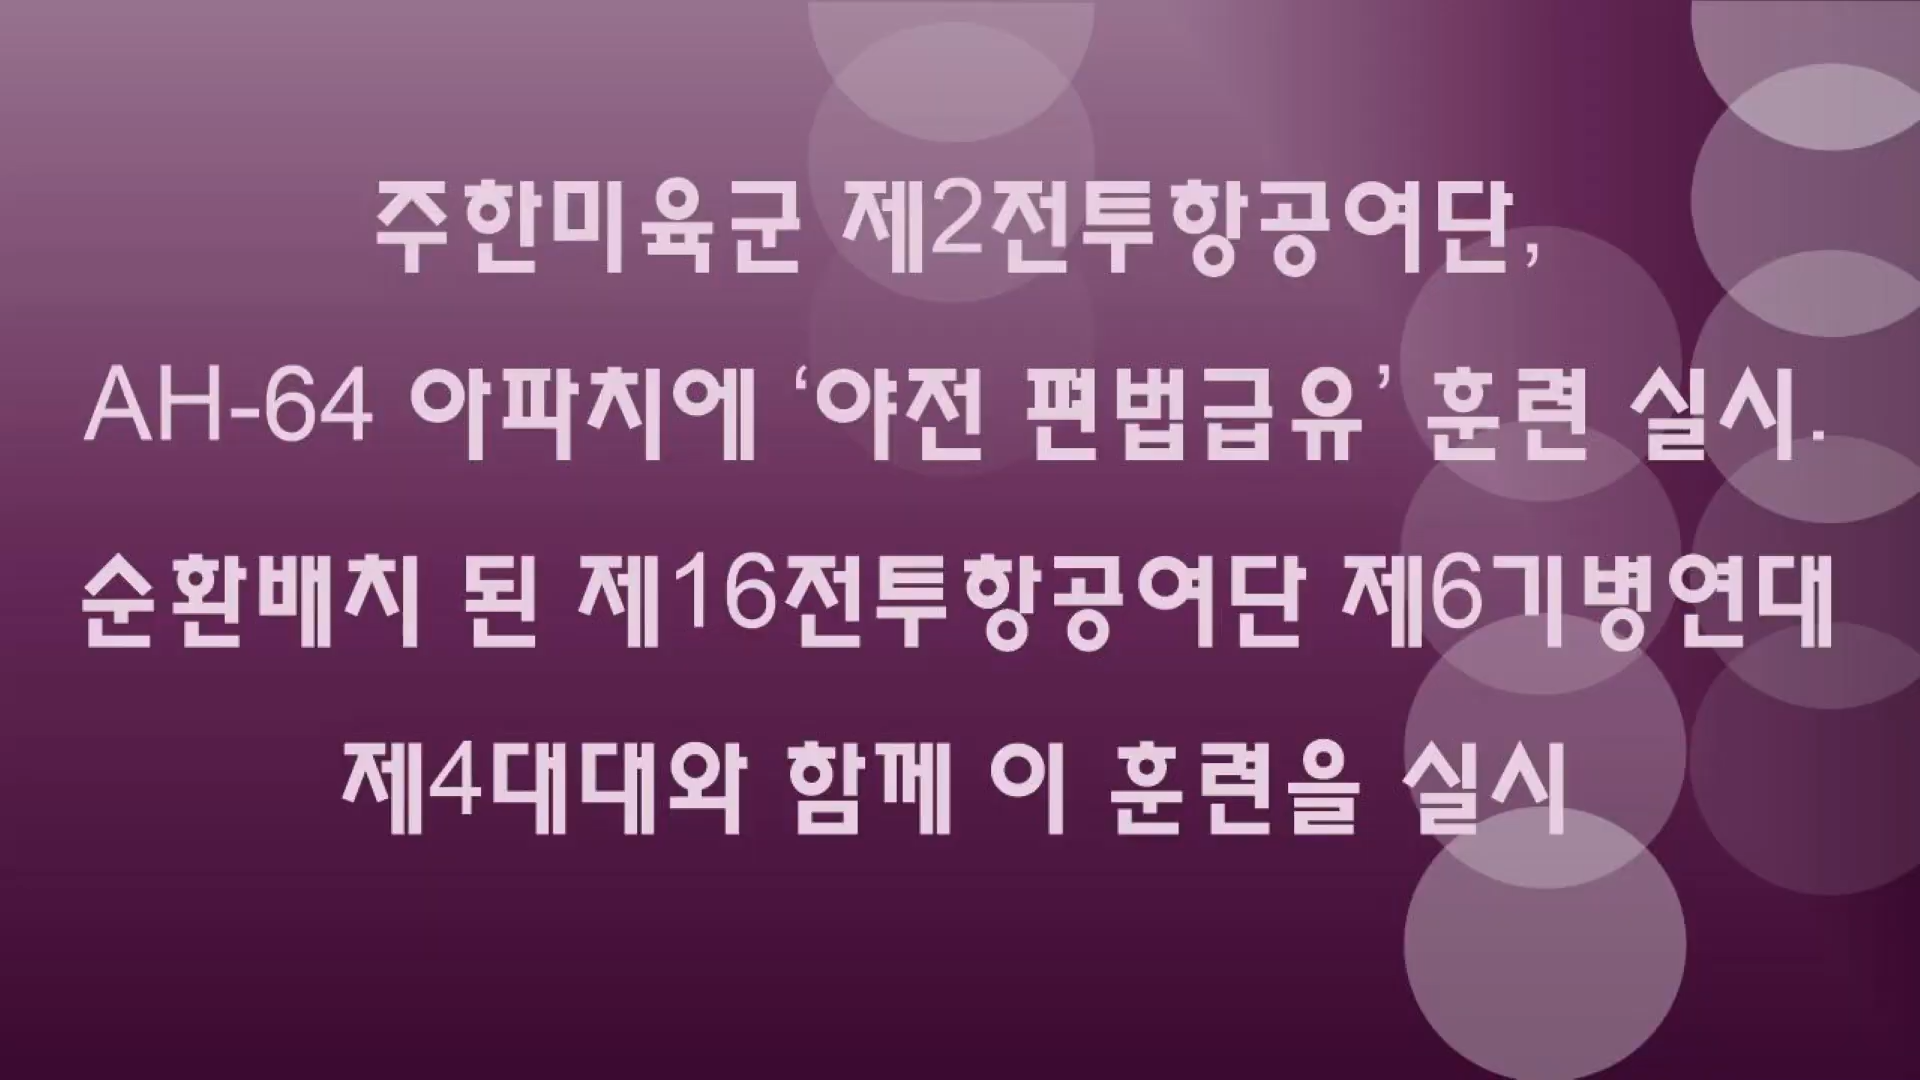 주한미육군 제2전투항공여단,
AH-64 아파치에 ‘야전 편법급유’ 훈련 실시.
순환배치 된 제16전투항공여단 제6기병연대
제4대대와 함께 이 훈련을 실시